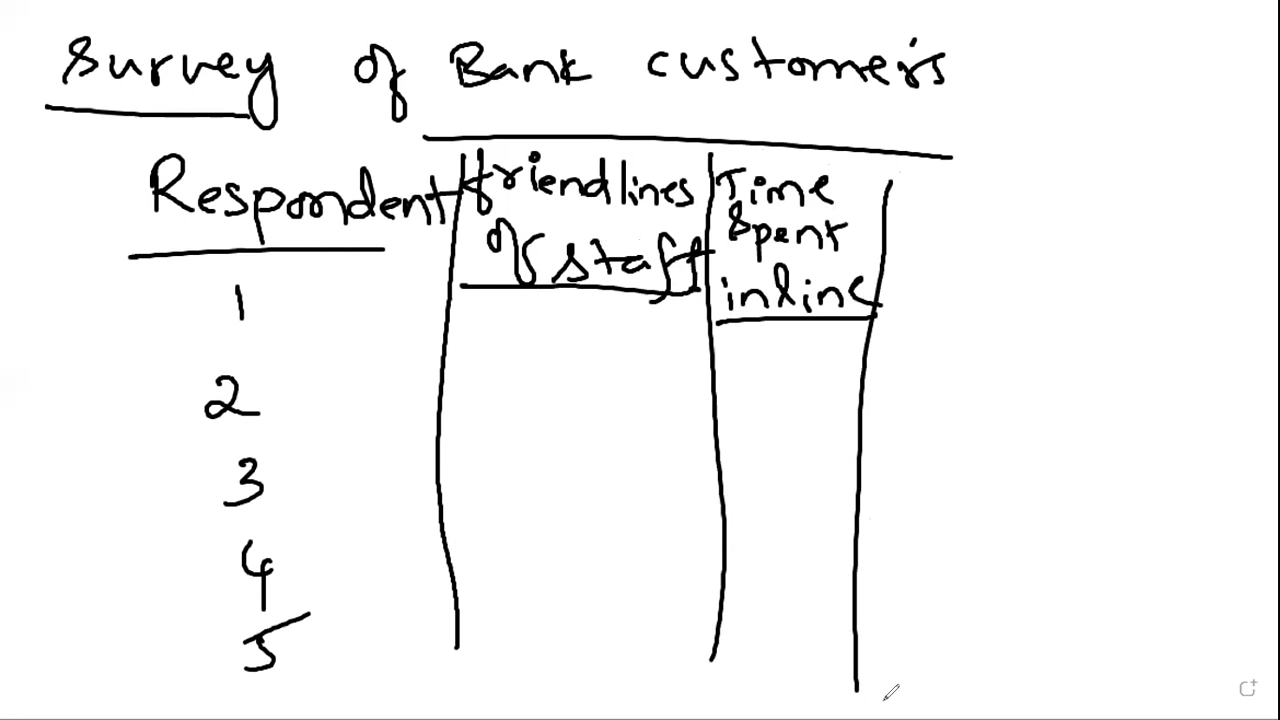 Survey of Bank customers
Respondent
friendlines of staff
Time spent inline
1
2
3
4
5